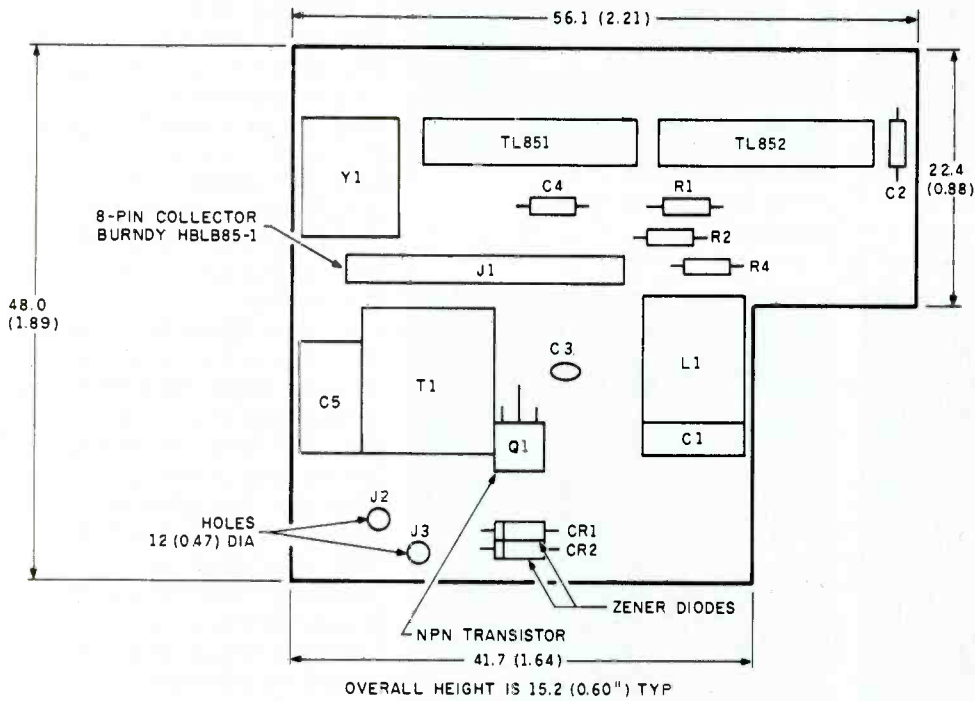 56.1 (2.21)
TL851
TL852
Y1
C2
22.4
(0.88)
C4
R1
8-PIN COLLECTOR
BURNDY HBLB85-1
R2
J1
R4
48.0
(1.89)
C3
L1
T1
C5
Q1
C1
J2
HOLES
12 (0.47) DIA
J3
CR1
CR2
ZENER DIODES
NPN TRANSISTOR
41.7 (1.64)
OVERALL HEIGHT IS 15.2 (0.60") TYP